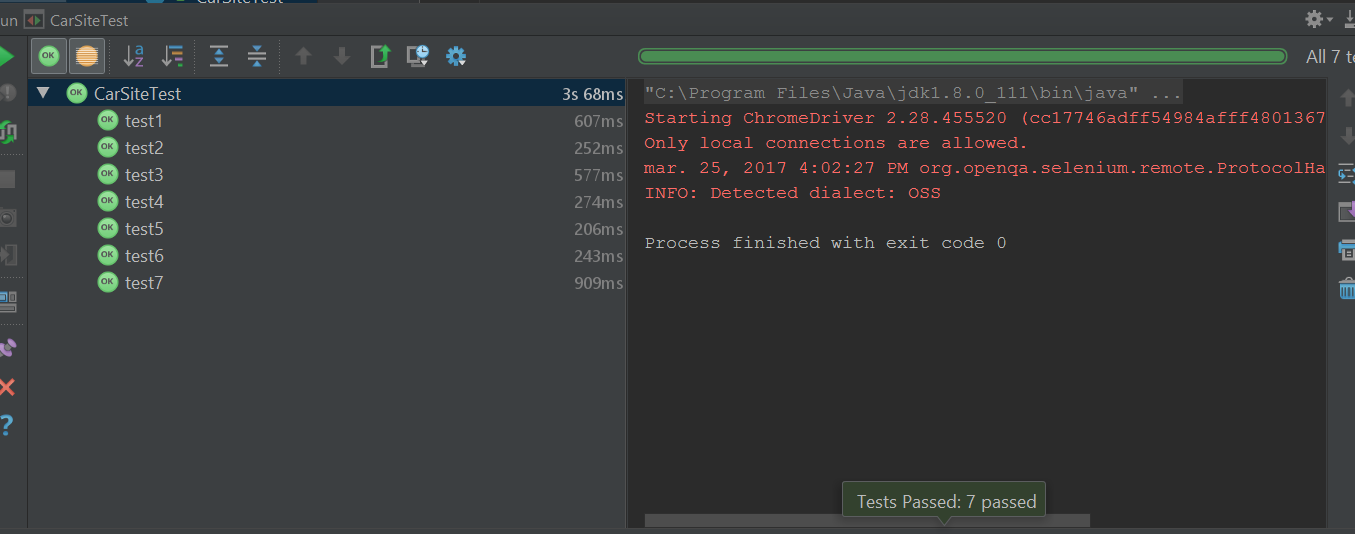 CarSiteTest
un CarSiteTest
OK
All 7 te
OK CarSiteTest 3s 68ms
OK test1 607ms
OK test2 252ms
OK test3 577ms
OK test4 274ms
OK test5 206ms
OK test6 243ms
OK test7 909ms
"C:\Program Files\Java\jdk1.8.0_111\bin\java" ...
Starting ChromeDriver 2.28.455520 (cc17746adff54984afff4801367
Only local connections are allowed.
mar. 25, 2017 4:02:27 PM org.openqa.selenium.remote.ProtocolHa
INFO: Detected dialect: OSS
Process finished with exit code 0
Tests Passed: 7 passed